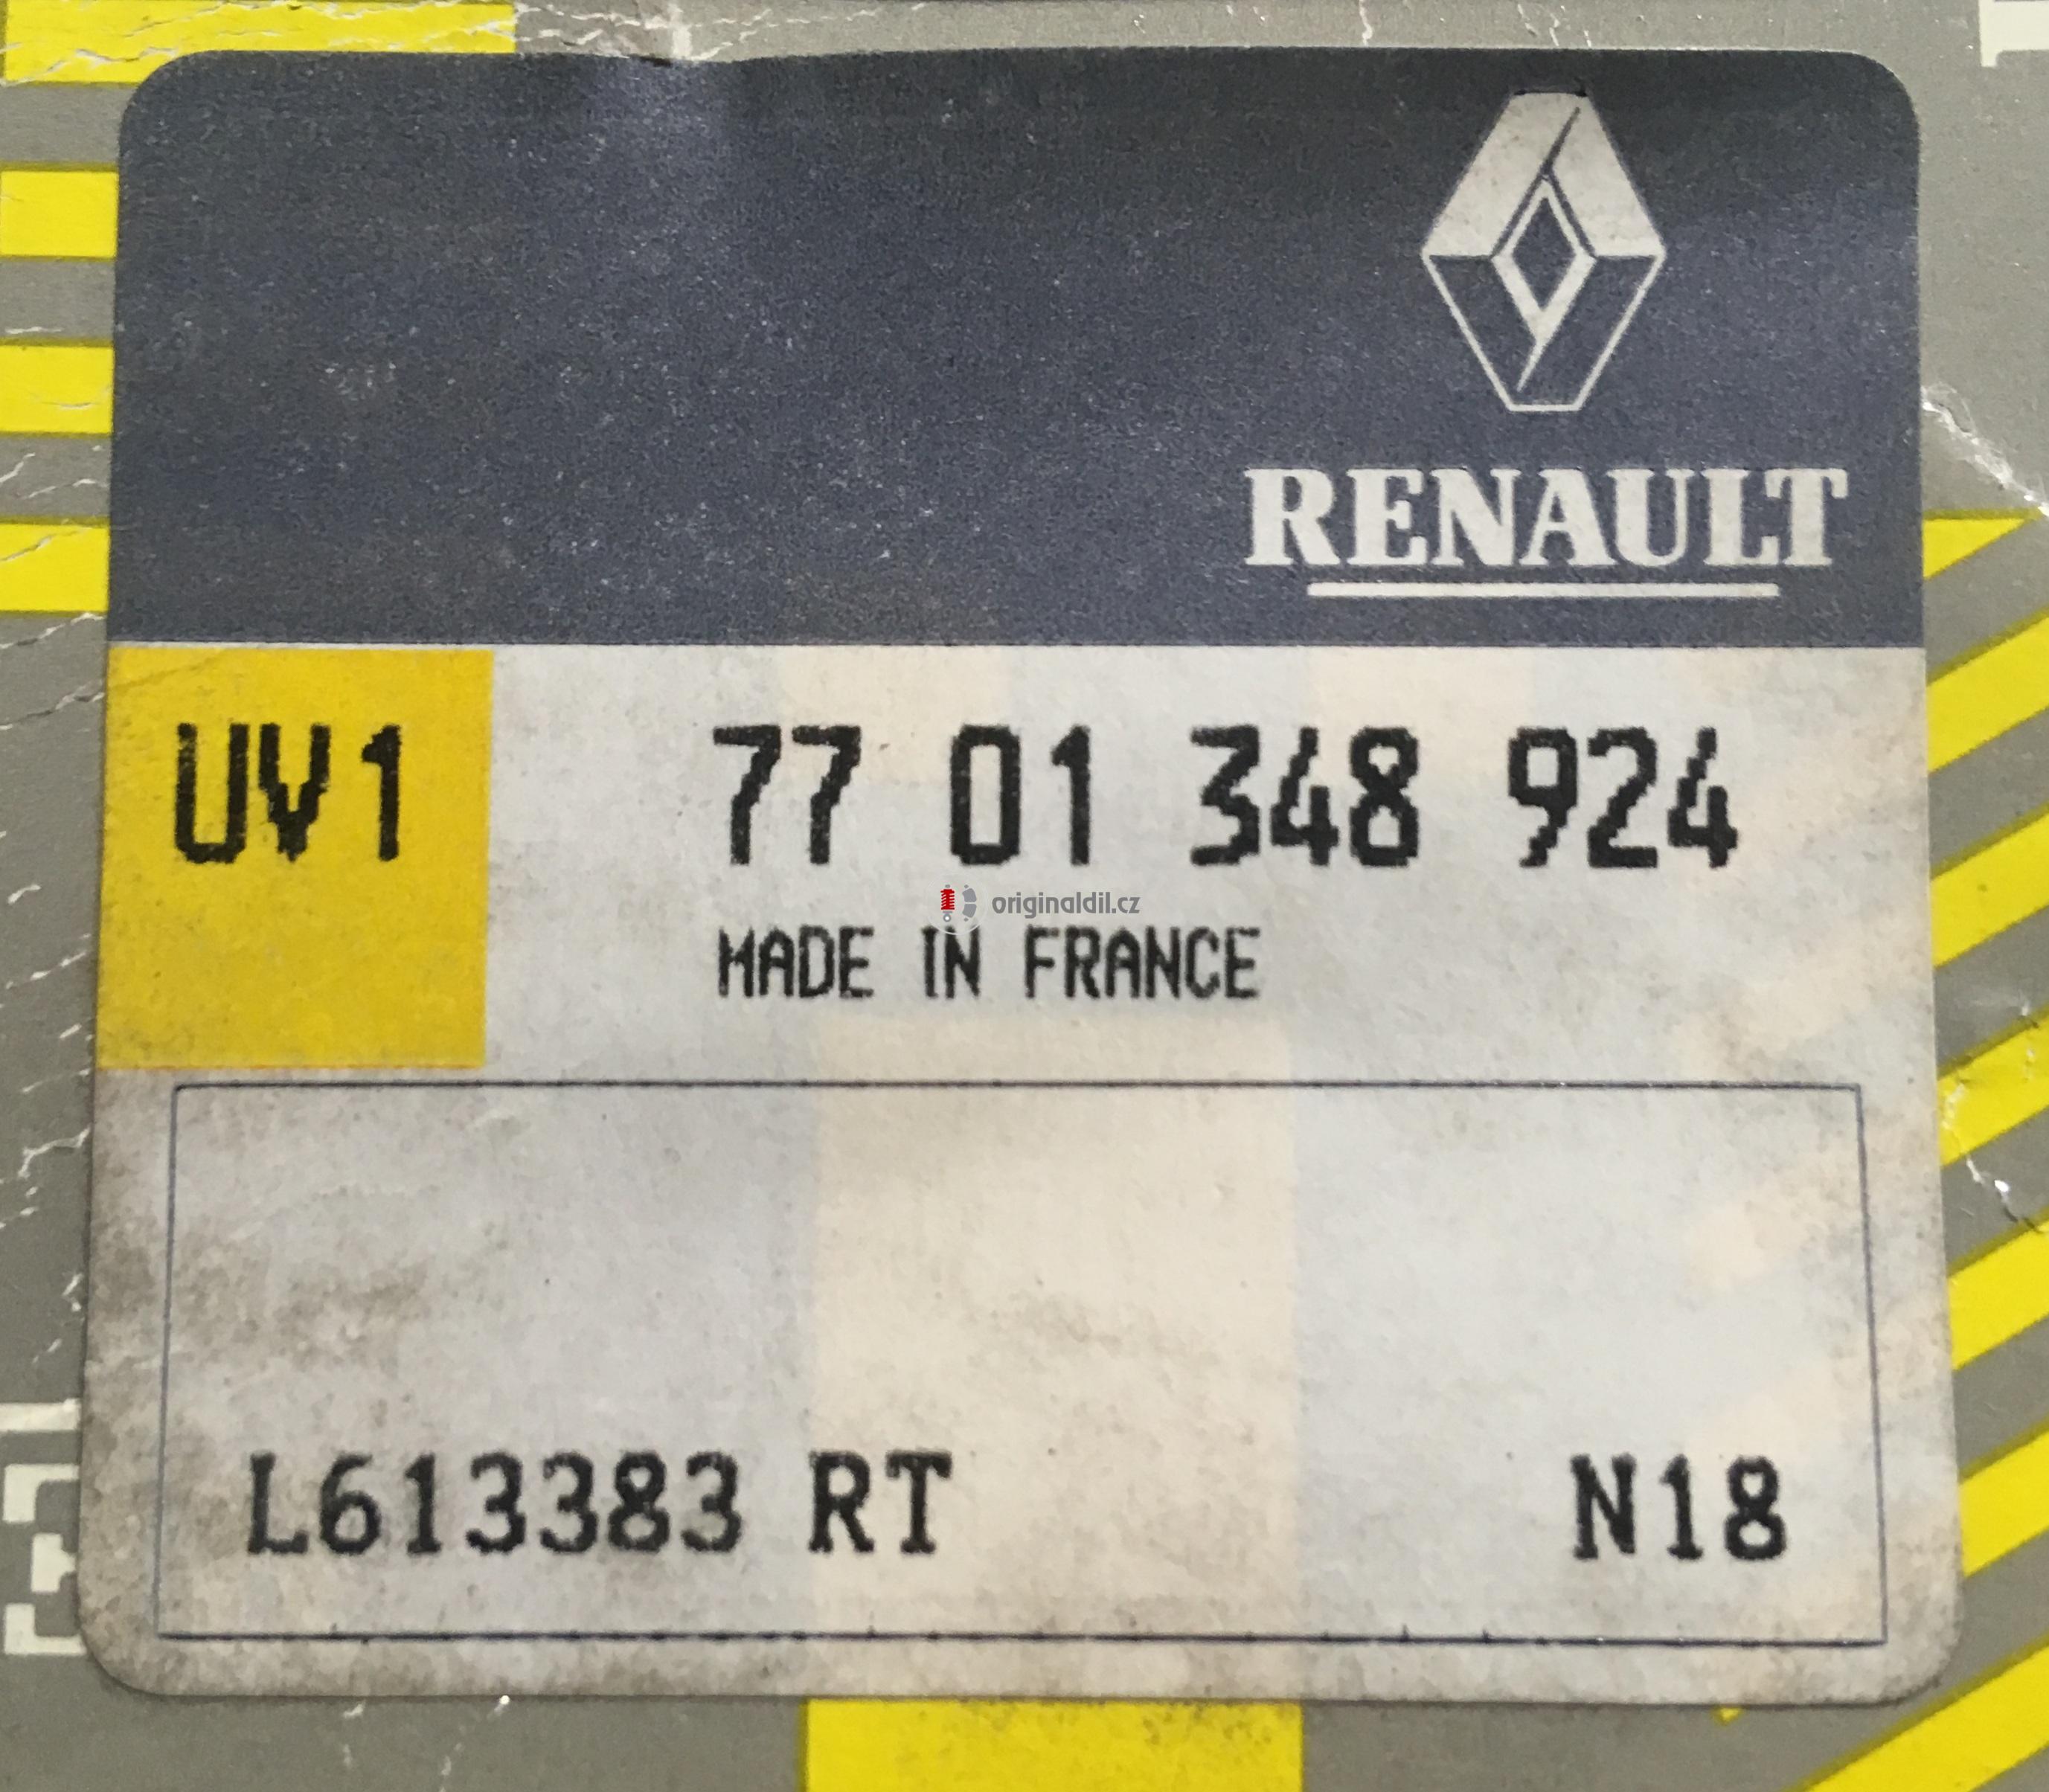 RENAULT
UV1 77 01 348 924
originaldil.cz
MADE IN FRANCE
L613383 RT N18